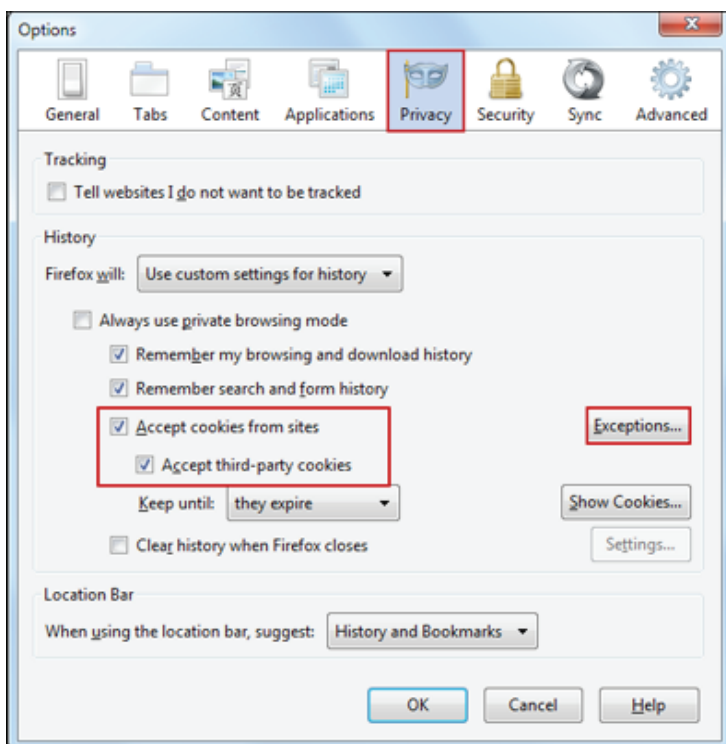 Options
General Tabs Content Applications Privacy Security Sync Advanced
Tracking
Tell websites I do not want to be tracked
History
Firefox will: Use custom settings for history
Always use private browsing mode
Remember my browsing and download history
Remember search and form history
Accept cookies from sites Exceptions...
Accept third-party cookies
Keep until: they expire Show Cookies...
Clear history when Firefox closes Settings...
Location Bar
When using the location bar, suggest: History and Bookmarks
OK Cancel Help